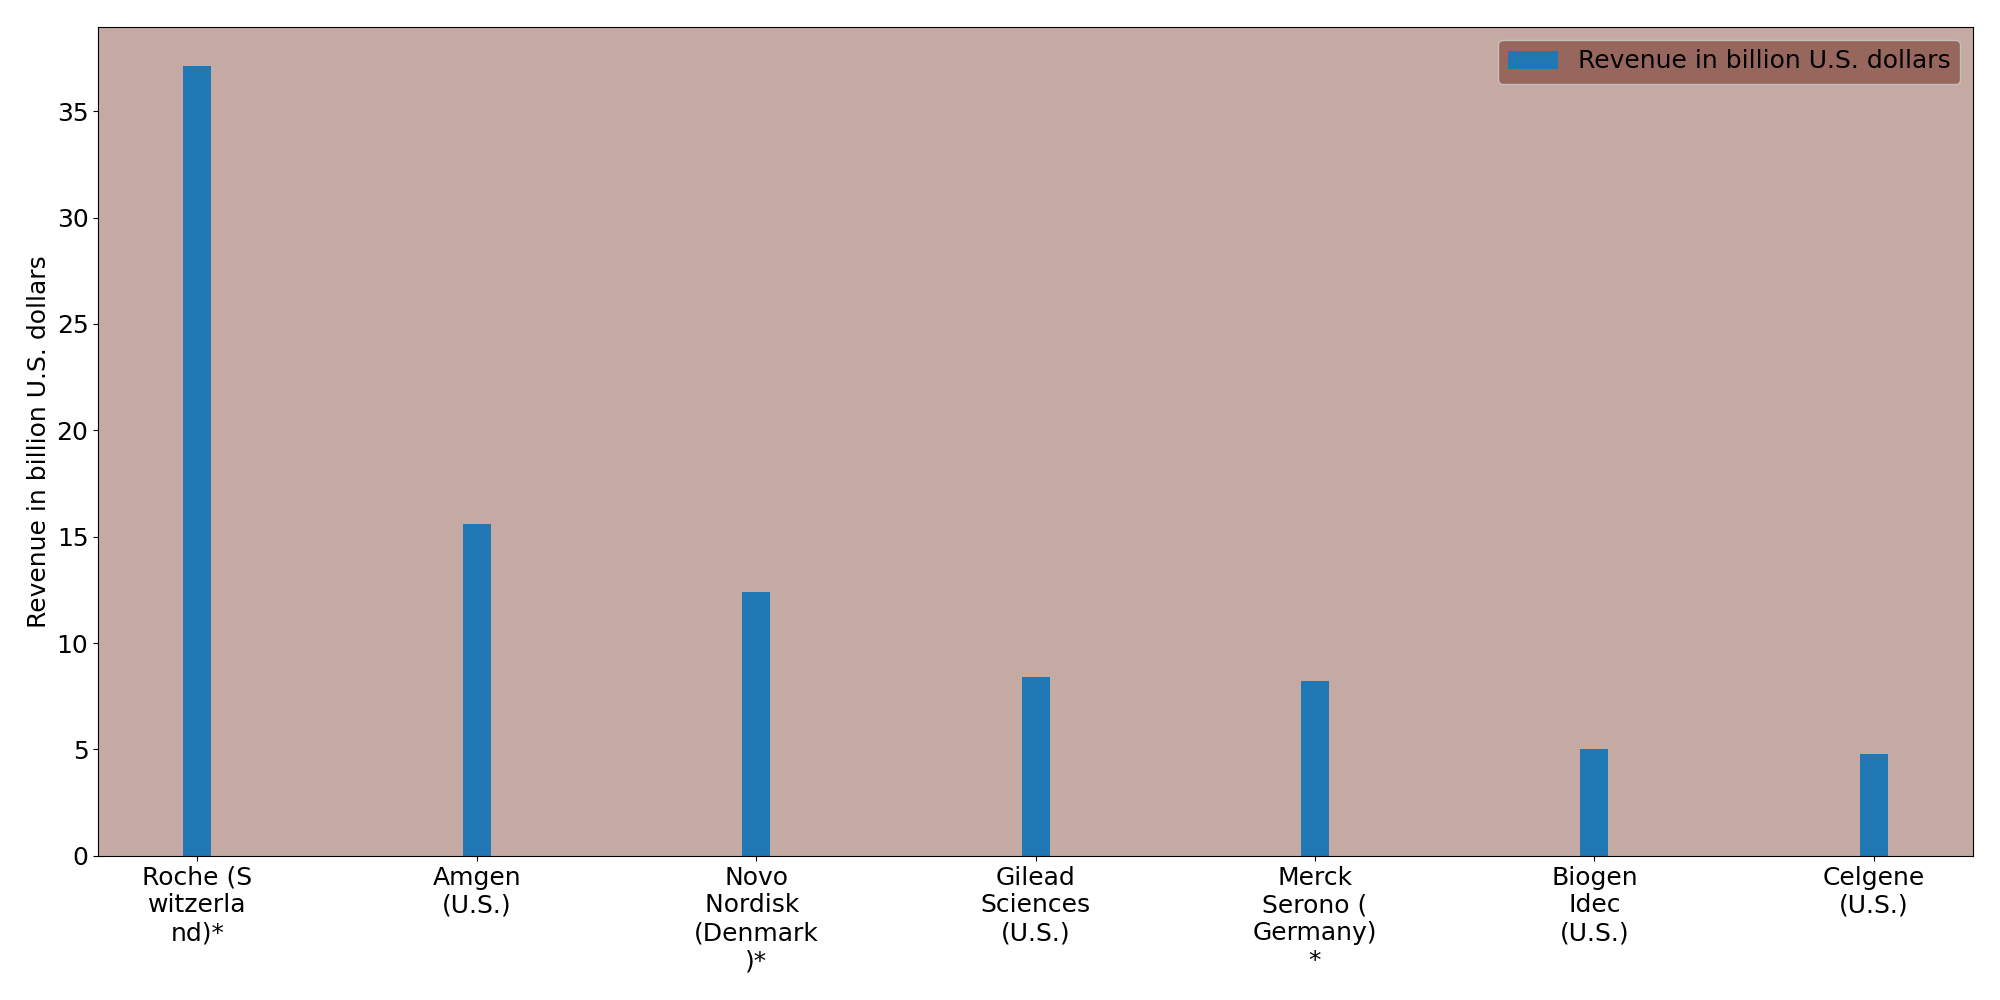 Revenue in billion U.S. dollars
35
30
25
20
15
10
5
0
Revenue in billion U.S. dollars
Roche (S
witzerla
nd)*
Amgen
(U.S.)
Novo
Nordisk
(Denmark
)*
Gilead
Sciences
(U.S.)
Merck
Serono (
Germany)
*
Biogen
Idec
(U.S.)
Celgene
(U.S.)